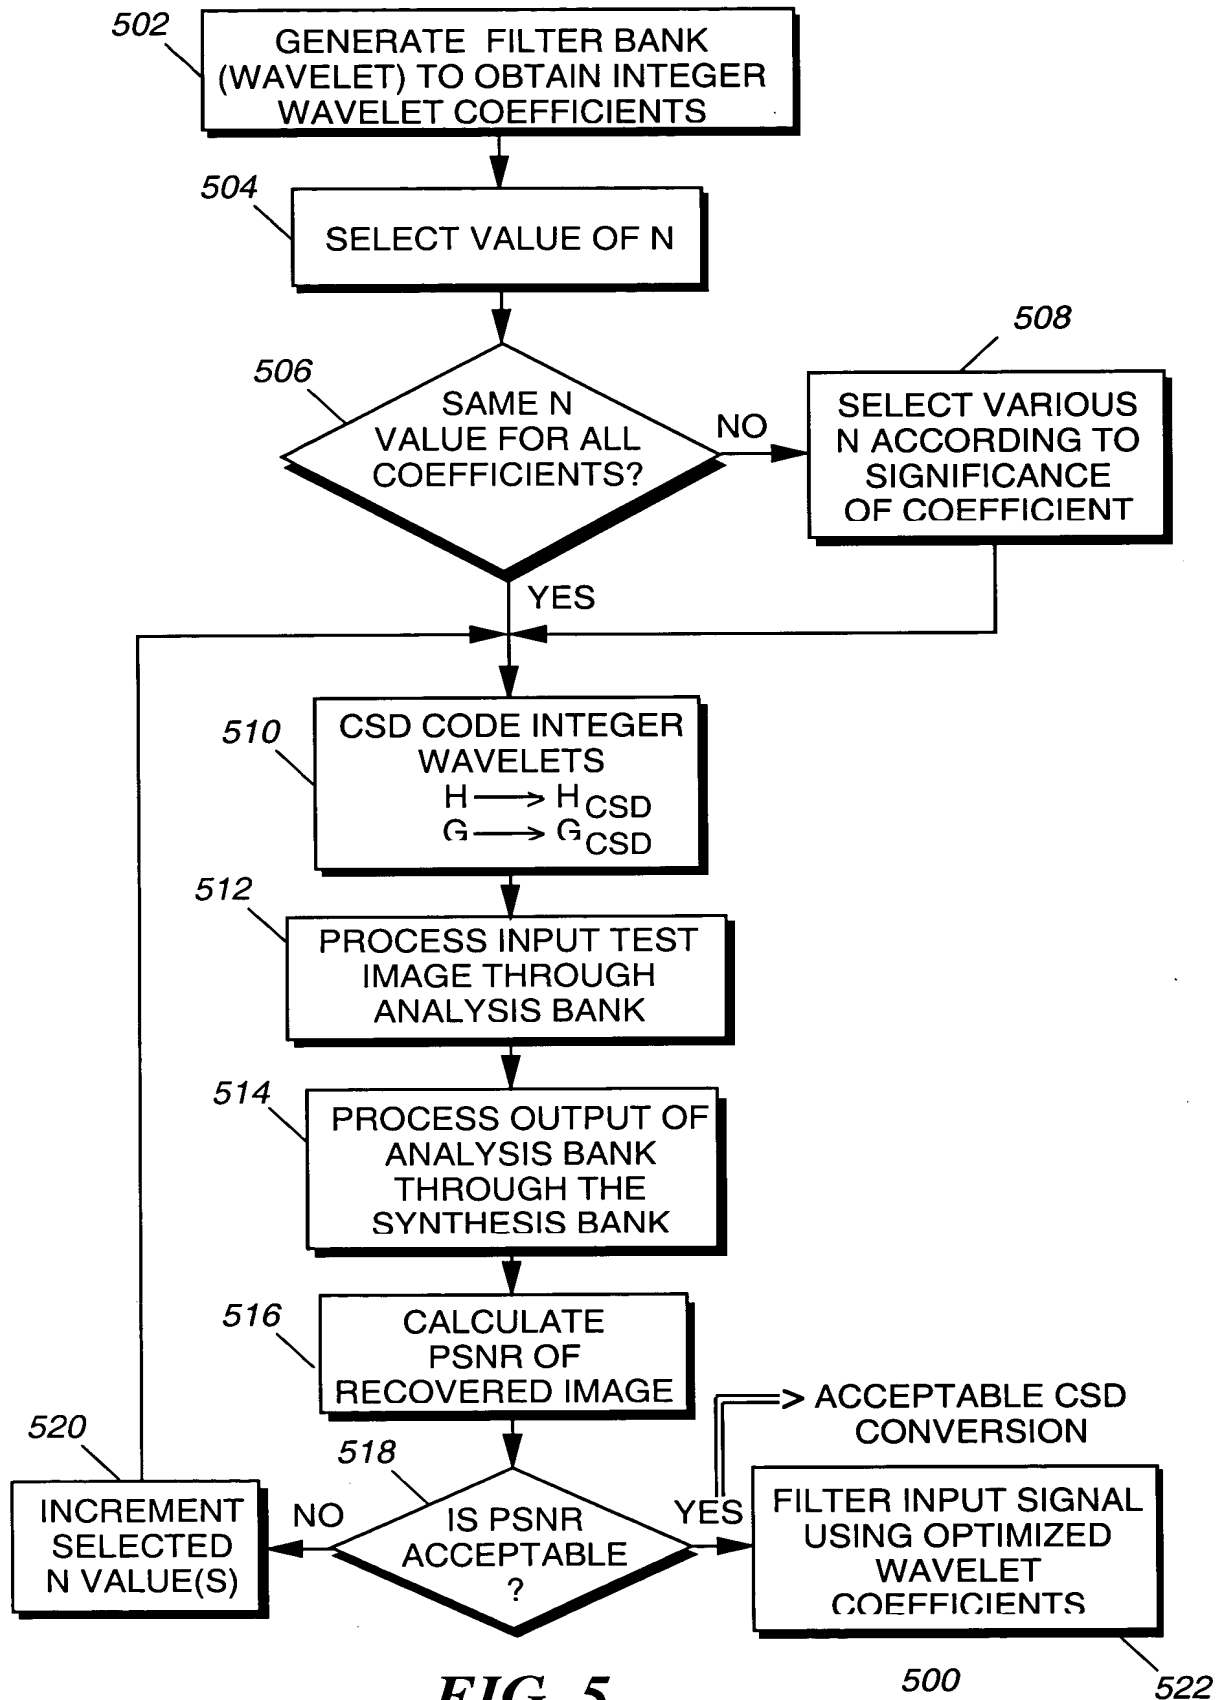 502
GENERATE FILTER BANK
(WAVELET) TO OBTAIN INTEGER
WAVELET COEFFICIENTS
504
SELECT VALUE OF N
506
SAME N
VALUE FOR ALL
COEFFICIENTS?
NO
508
SELECT VARIOUS
N ACCORDING TO
SIGNIFICANCE
OF COEFFICIENT
YES
510
CSD CODE INTEGER
WAVELETS
H → H CSD
G → G CSD
512
PROCESS INPUT TEST
IMAGE THROUGH
ANALYSIS BANK
514
PROCESS OUTPUT OF
ANALYSIS BANK
THROUGH THE
SYNTHESIS BANK
516
CALCULATE
PSNR OF
RECOVERED IMAGE
518
IS PSNR
ACCEPTABLE
?
NO
520
INCREMENT
SELECTED
N VALUE(S)
YES
ACCEPTABLE CSD
CONVERSION
FILTER INPUT SIGNAL
USING OPTIMIZED
WAVELET
COEFFICIENTS
522
500
FIG. 5